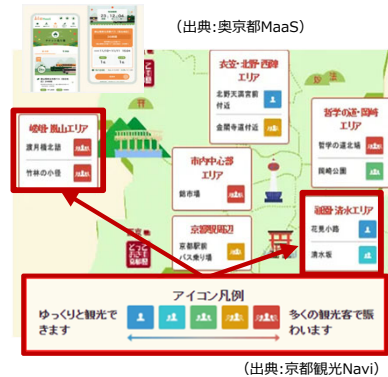 （出典:奥京都MaaS）
衣笠・北野・西陣
エリア
北野天満宮前
付近
金閣寺道付近
嵯峨・嵐山エリア
渡月橋北詰
竹林の小径
哲学の道・岡崎
エリア
哲学の道北端
岡崎公園
市内中心部
エリア
錦市場
祇園・清水エリア
花見小路
清水坂
京都駅周辺
京都駅前
バス乗り場
アイコン凡例
ゆっくりと観光で
きます
多くの観光客で賑
わいます
（出典:京都観光Navi）